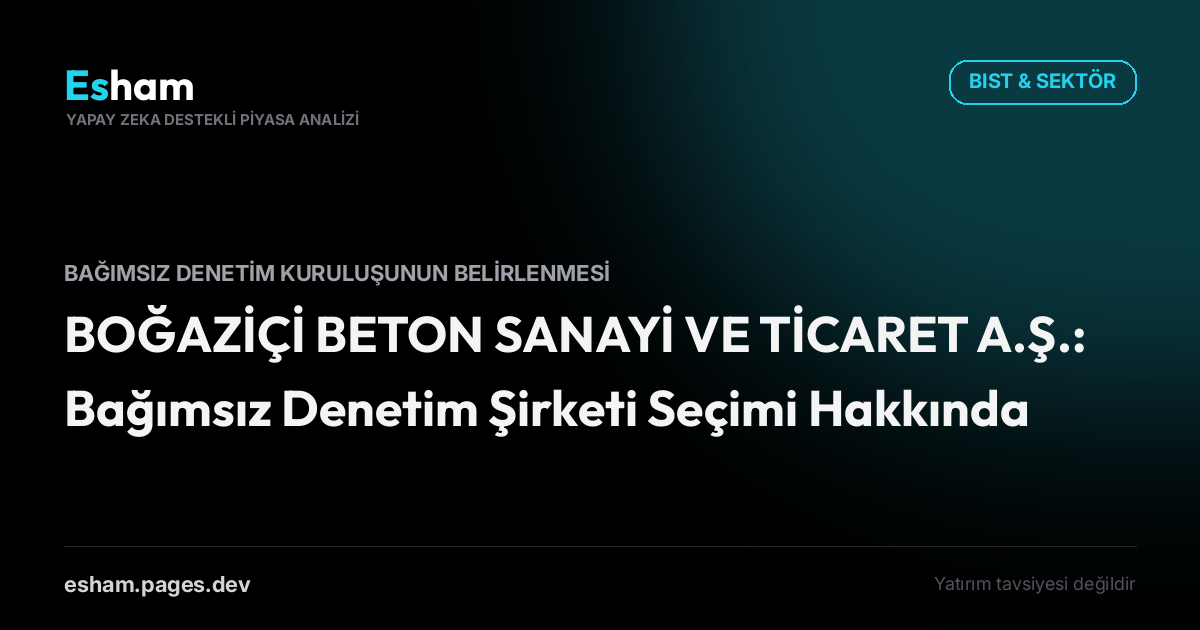 Esham
YAPAY ZEKA DESTEKLİ PİYASA ANALİZİ
BIST & SEKTÖR
BAĞIMSIZ DENETİM KURULUŞUNUN BELİRLENMESİ
BOĞAZİÇİ BETON SANAYİ VE TİCARET A.Ş.:
Bağımsız Denetim Şirketi Seçimi Hakkında
esham.pages.dev
Yatırım tavsiyesi değildir